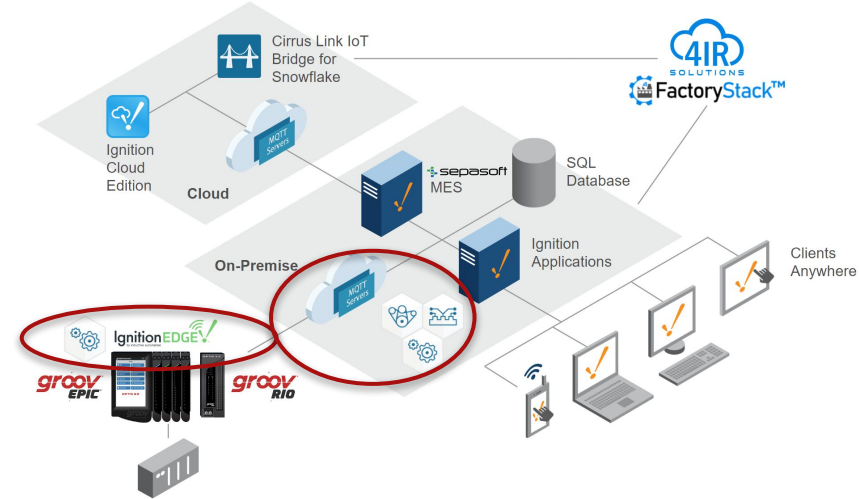 Cirrus Link IoT
Bridge for
Snowflake
4IR
SOLUTIONS
FactoryStack™
Ignition
Cloud
Edition
MQTT
Servers
Cloud
sepasoft
MES
SQL
Database
On-Premise
Ignition
Applications
Clients
Anywhere
MQTT
Servers
IgnitionEDGE
groov
EPIC
groov
RIO